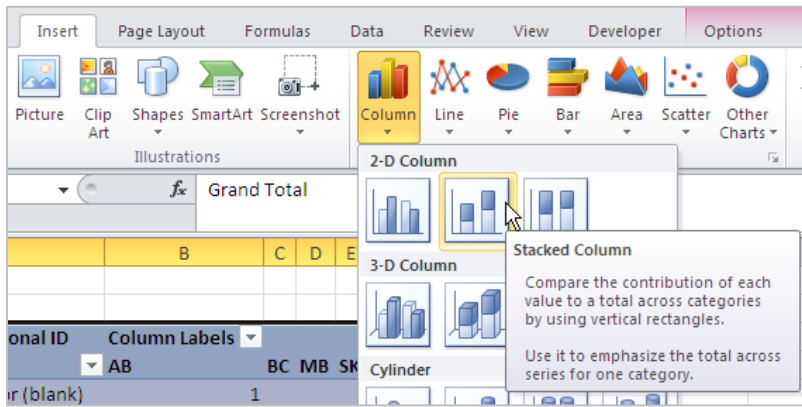 Insert Page Layout Formulas Data Review View Developer Options
Picture Clip Art Shapes SmartArt Screenshot Column Line Pie Bar Area Scatter Other Charts
Illustrations
2-D Column
fx Grand Total
Stacked Column
Compare the contribution of each
value to a total across categories
by using vertical rectangles.
Use it to emphasize the total across
series for one category.
3-D Column
B C D E
onal ID Column Labels
AB BC MB SK
Cylinder
r (blank) 1